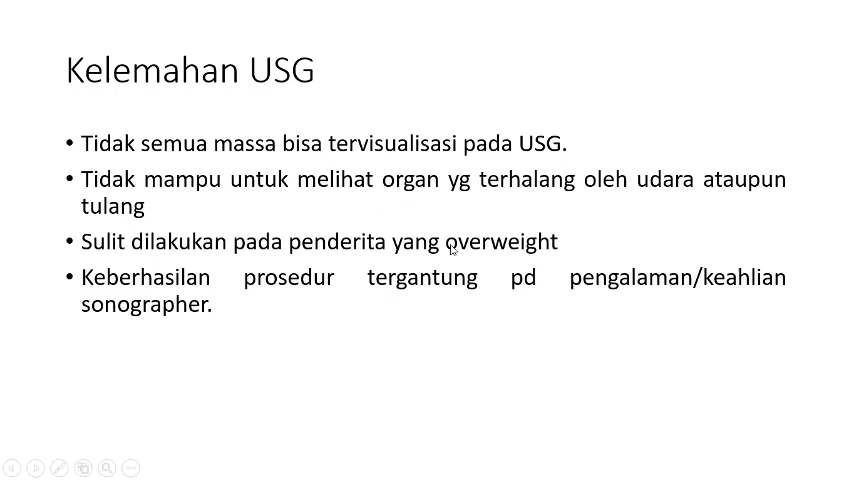 Kelemahan USG
• Tidak semua massa bisa tervisualisasi pada USG.
• Tidak mampu untuk melihat organ yg terhalang oleh udara ataupun
tulang
• Sulit dilakukan pada penderita yang overweight
• Keberhasilan prosedur tergantung pd pengalaman/keahlian
sonographer.